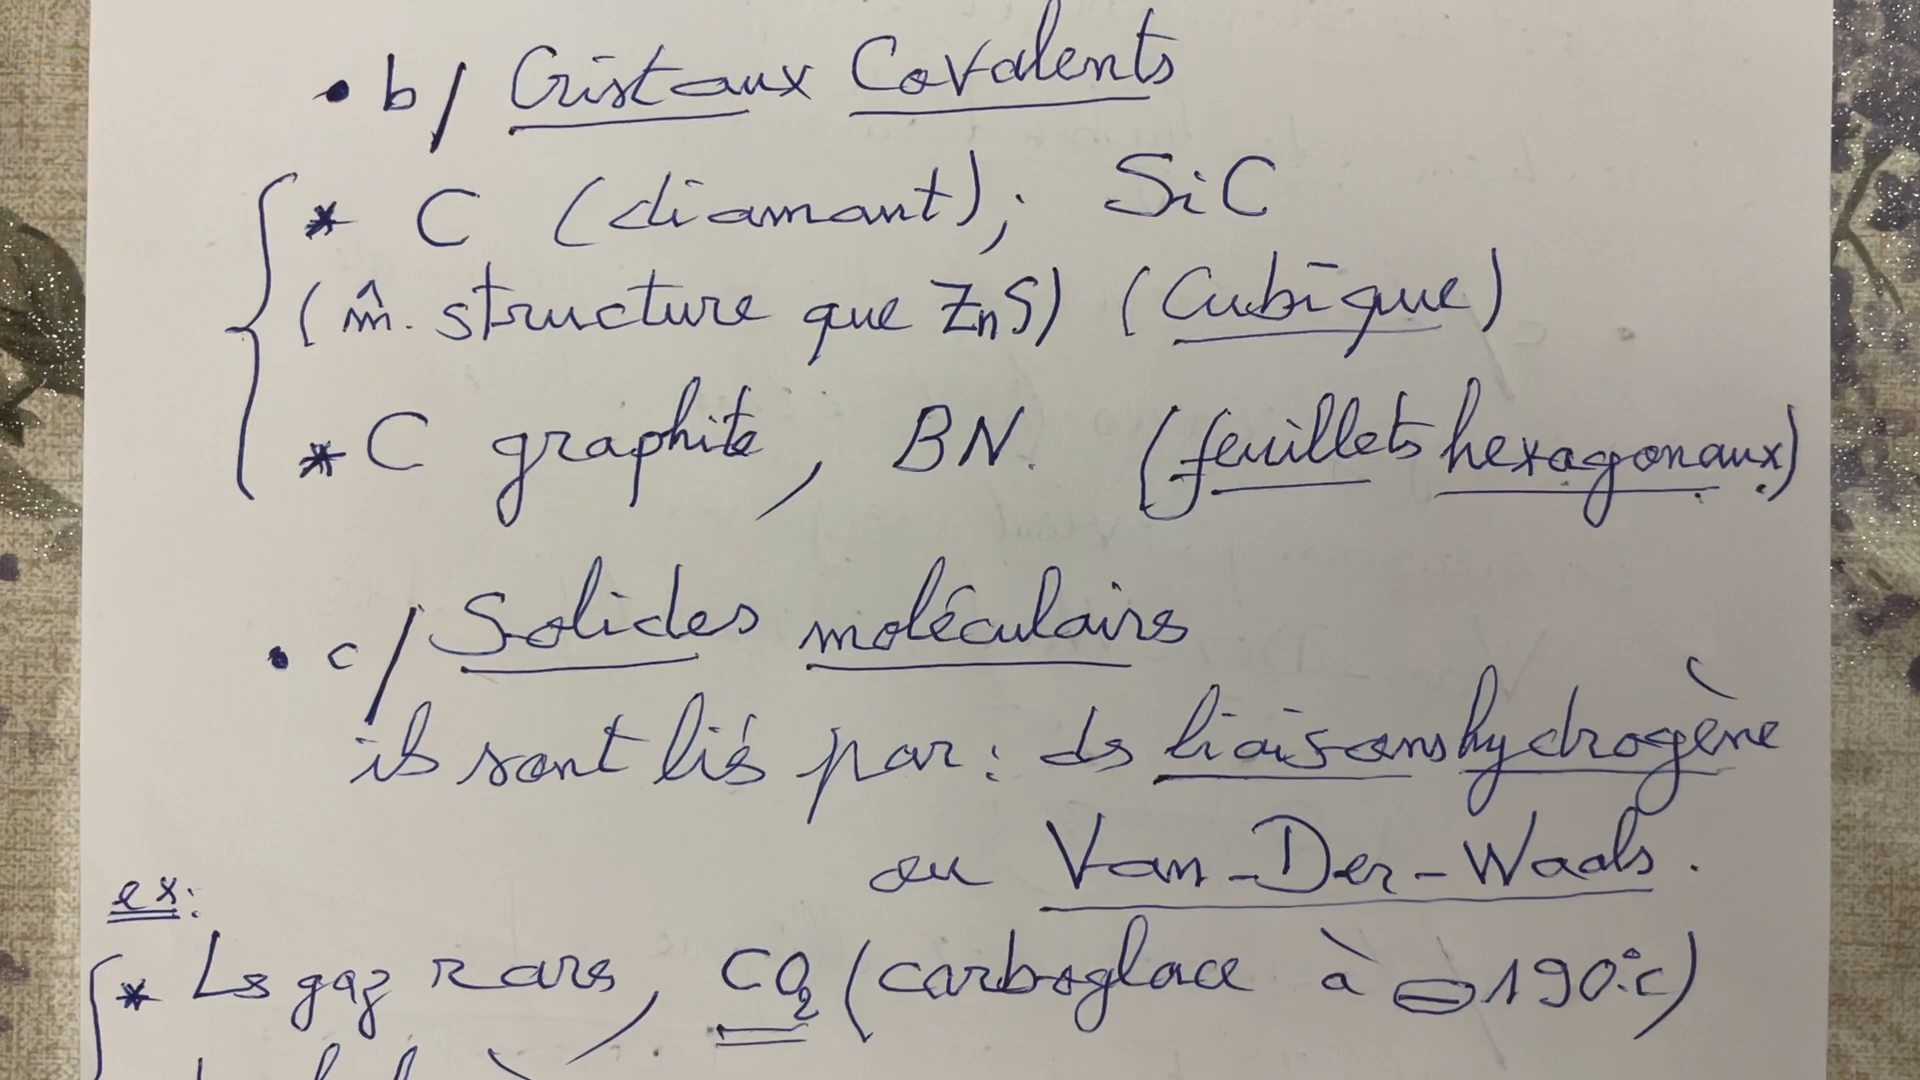 • b/ Cristaux Covalents
* C (diamant); SiC
(m̂. structure que ZnS) (Cubique)
* C graphite, BN. (feuillets hexagonaux)
• c/ Solides moléculaires
ils sont liés par: des liaisons hydrogène
ou Van-Der-Waals.
ex:
* Les gaz rares, CO₂ (carboglace à ⊖190°c)